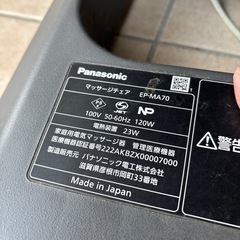 Panasonic
マッサージチェア EP-MA70
PS E JET NP
100V 50-60Hz 120W
電熱装置 23W
家庭用電気マッサージ器 管理医療機器
医療機器認証番号222AKBZX00007000
製造販売元 パナソニック電工株式会社
滋賀県彦根市岡町33番地
Made in Japan
警告